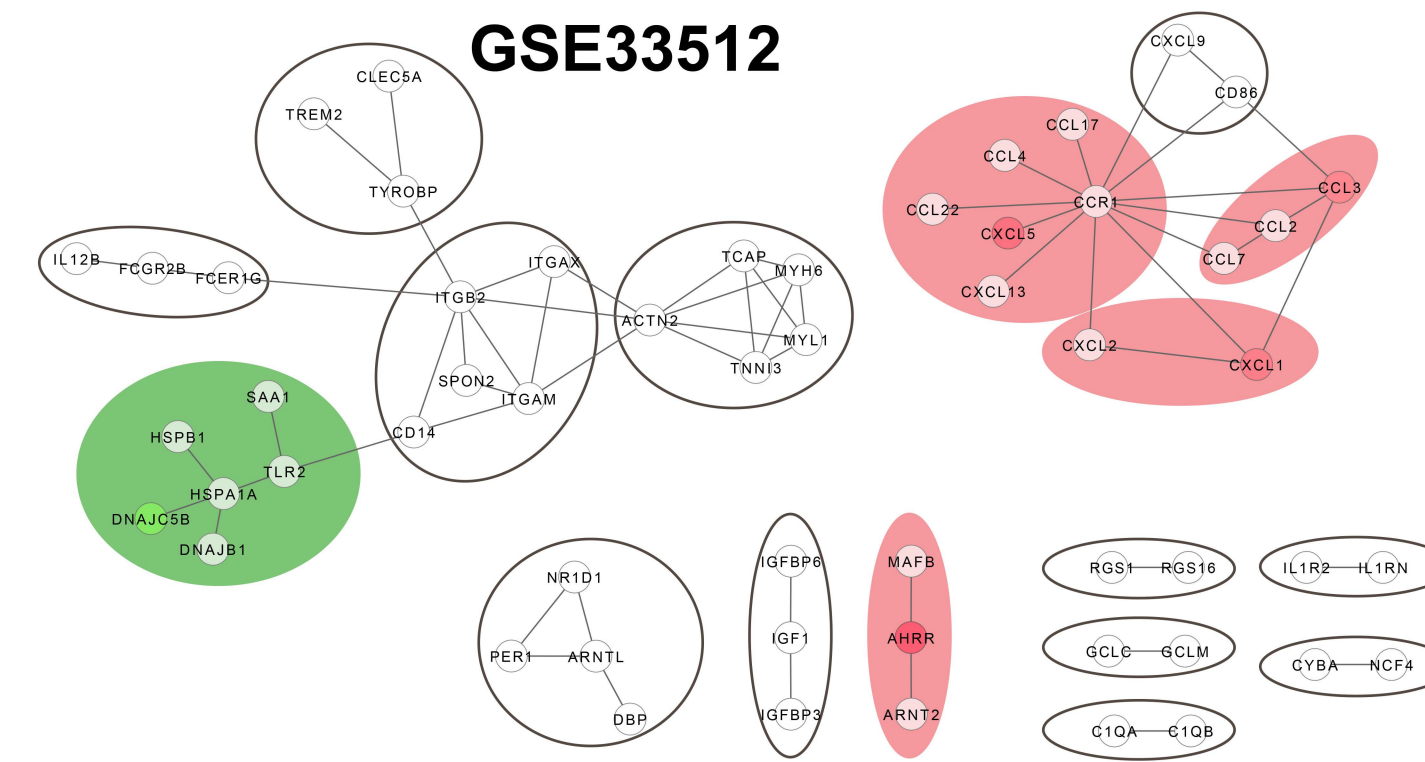 GSE33512
CXCL9
CD86
CLEC5A
TREM2
TYROBP
CCL17
CCL4
CCL22
CXCL5
CXCL13
CCR1
CCL3
CCL2
CCL7
CXCL2
CXCL1
IL12B
FCGR2B
FCER1G
ITGAX
ITGB2
SPON2
ITGAM
CD14
TCAP
MYH6
ACTN2
MYL1
TNNI3
SAA1
HSPB1
TLR2
HSPA1A
DNAJC5B
DNAJB1
NR1D1
PER1
ARNTL
DBP
IGFBP6
IGF1
IGFBP3
MAFB
AHRR
ARNT2
RGS1 RGS16
GCLC GCLM
C1QA C1QB
IL1R2 IL1RN
CYBA NCF4